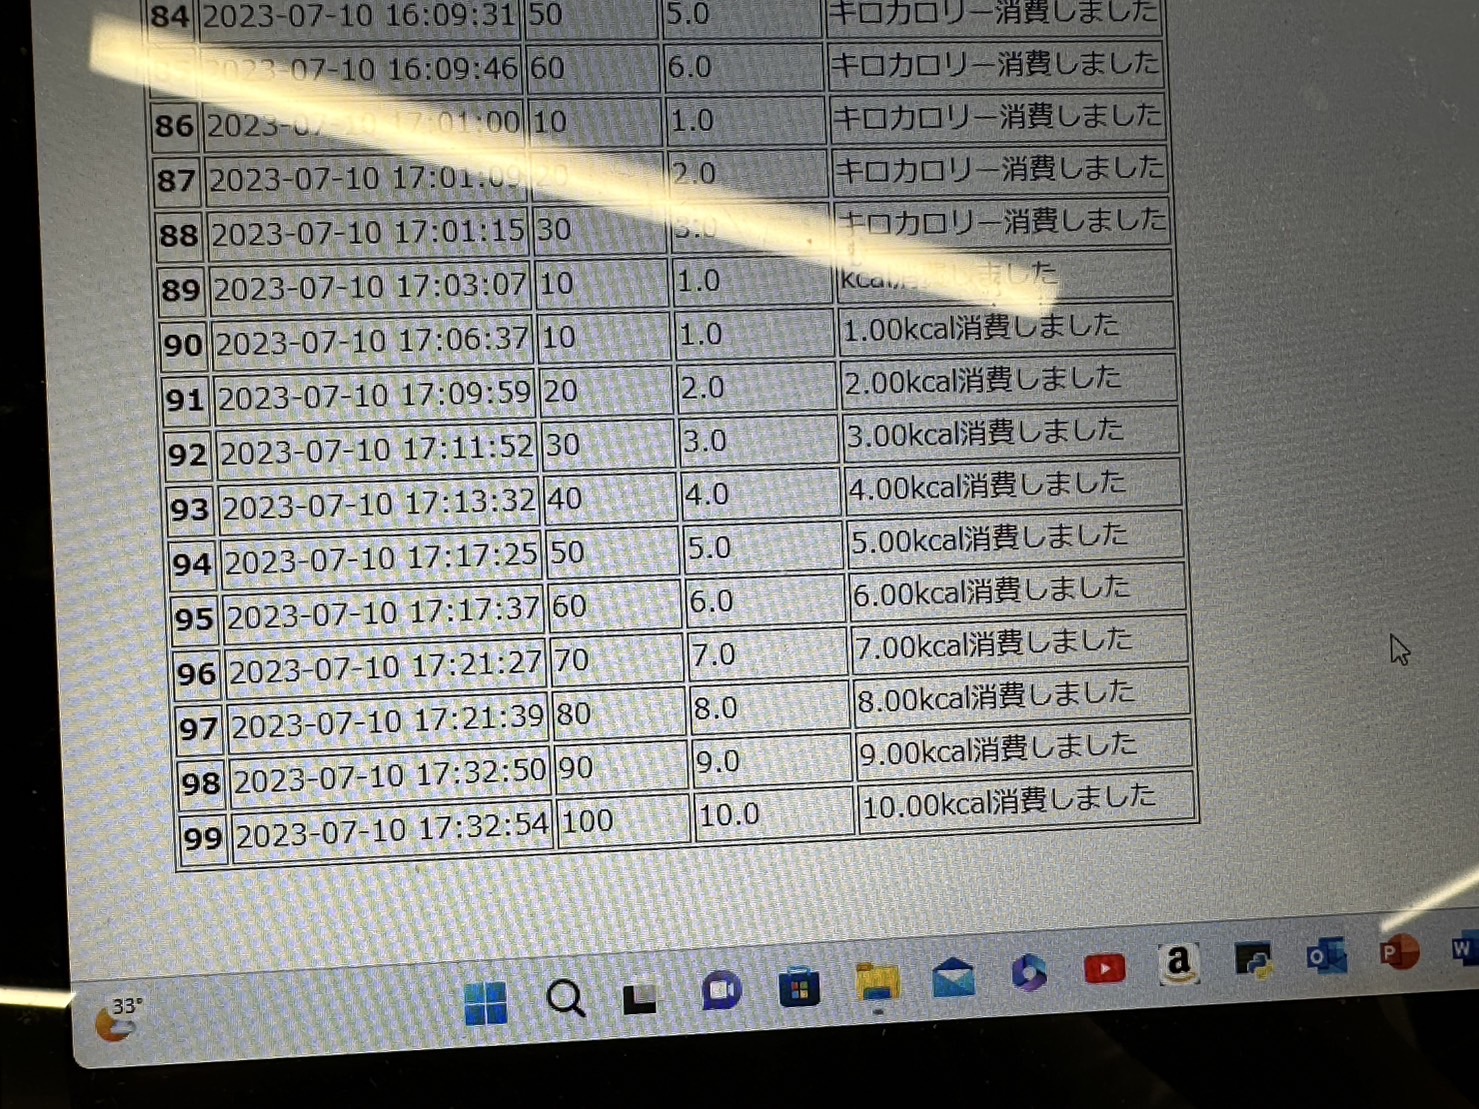 84 2023-07-10 16:09:31 50 5.0 キロカロリー消費しました
85 2023-07-10 16:09:46 60 6.0 キロカロリー消費しました
86 2023-07-10 17:01:00 10 1.0 キロカロリー消費しました
87 2023-07-10 17:01:09 20 2.0 キロカロリー消費しました
88 2023-07-10 17:01:15 30 3.0 キロカロリー消費しました
89 2023-07-10 17:03:07 10 1.0 kcal消費しました
90 2023-07-10 17:06:37 10 1.0 1.00kcal消費しました
91 2023-07-10 17:09:59 20 2.0 2.00kcal消費しました
92 2023-07-10 17:11:52 30 3.0 3.00kcal消費しました
93 2023-07-10 17:13:32 40 4.0 4.00kcal消費しました
94 2023-07-10 17:17:25 50 5.0 5.00kcal消費しました
95 2023-07-10 17:17:37 60 6.0 6.00kcal消費しました
96 2023-07-10 17:21:27 70 7.0 7.00kcal消費しました
97 2023-07-10 17:21:39 80 8.0 8.00kcal消費しました
98 2023-07-10 17:32:50 90 9.0 9.00kcal消費しました
99 2023-07-10 17:32:54 100 10.0 10.00kcal消費しました
33°
a
O
P
W